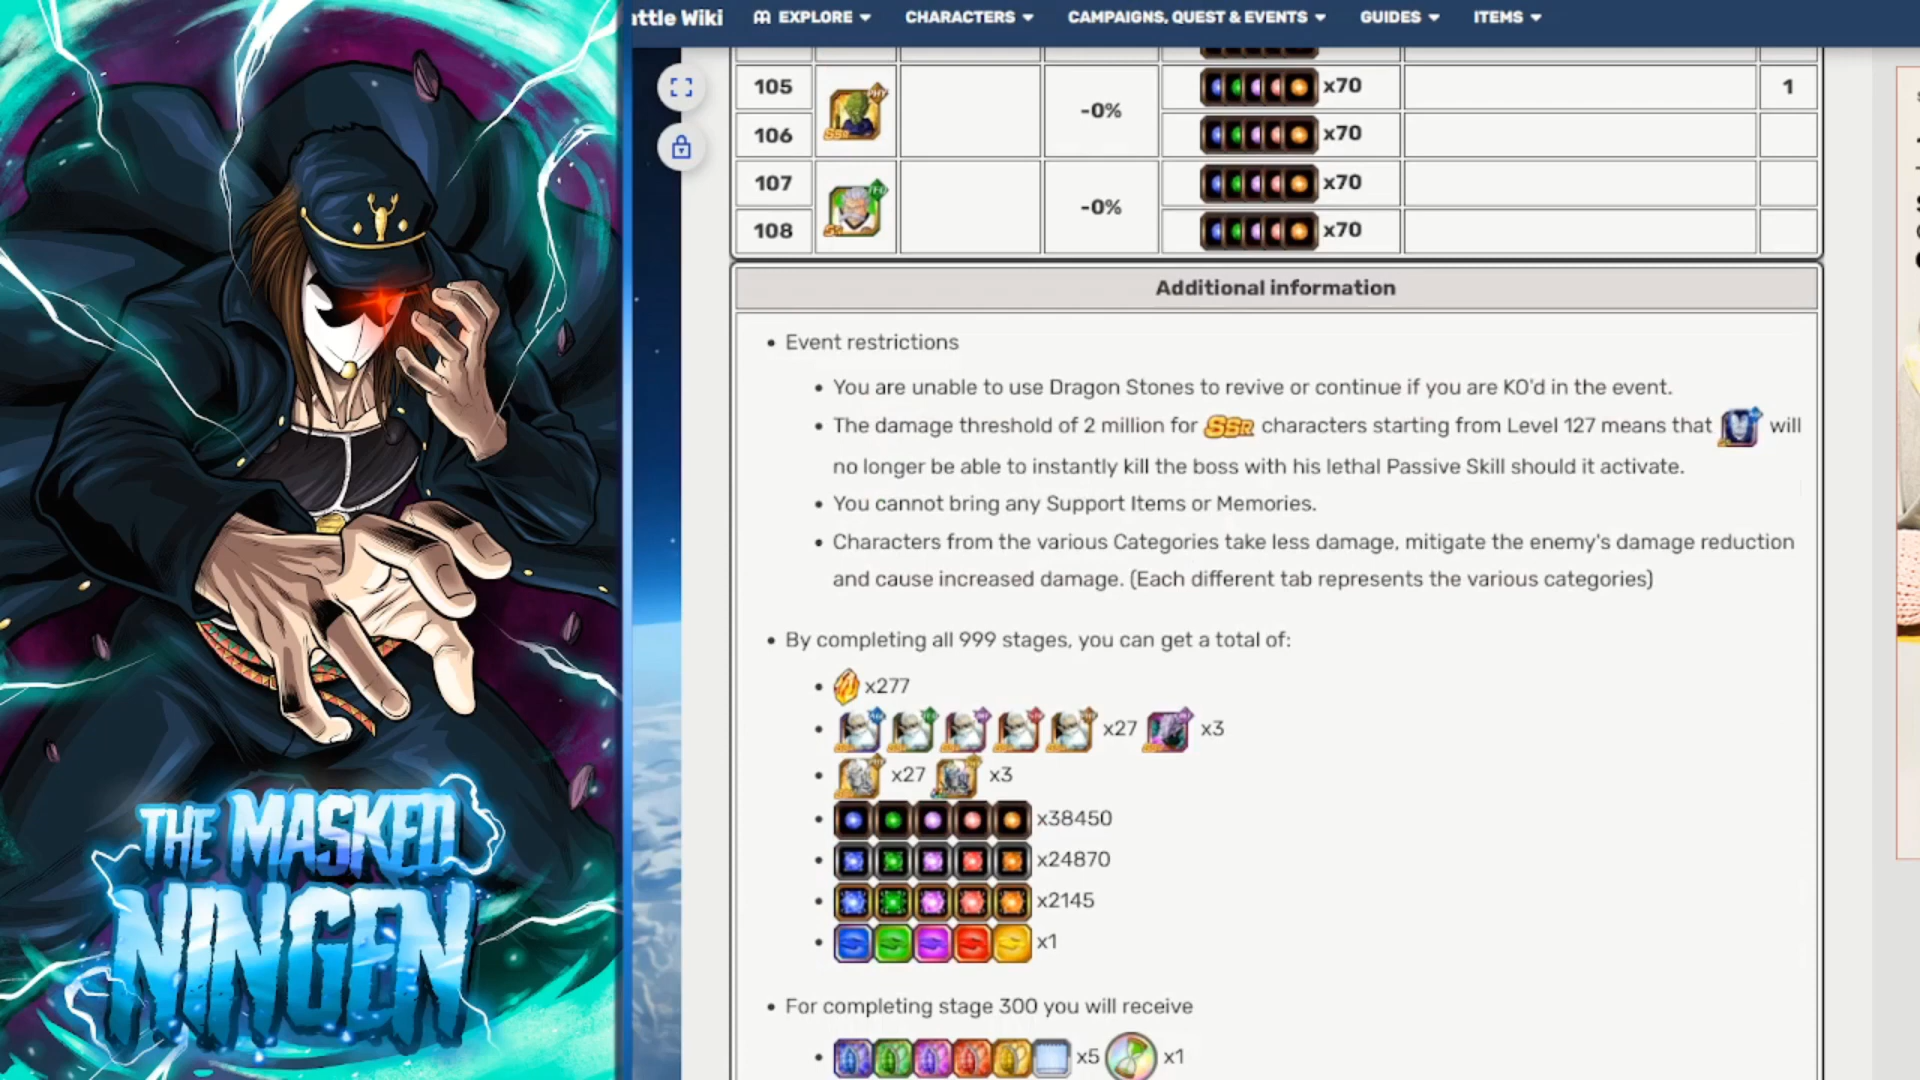 THE MASKED
NINGEN
attle Wiki EXPLORE CHARACTERS CAMPAIGNS, QUEST & EVENTS GUIDES ITEMS
105 -0% x70 1
106 x70
107 -0% x70
108 x70
Additional information
Event restrictions
You are unable to use Dragon Stones to revive or continue if you are KO'd in the event.
The damage threshold of 2 million for SSR characters starting from Level 127 means that will
no longer be able to instantly kill the boss with his lethal Passive Skill should it activate.
You cannot bring any Support Items or Memories.
Characters from the various Categories take less damage, mitigate the enemy's damage reduction
and cause increased damage. (Each different tab represents the various categories)
By completing all 999 stages, you can get a total of:
x277
x27 x3
x27 x3
x38450
x24870
x2145
x1
For completing stage 300 you will receive
x5 x1